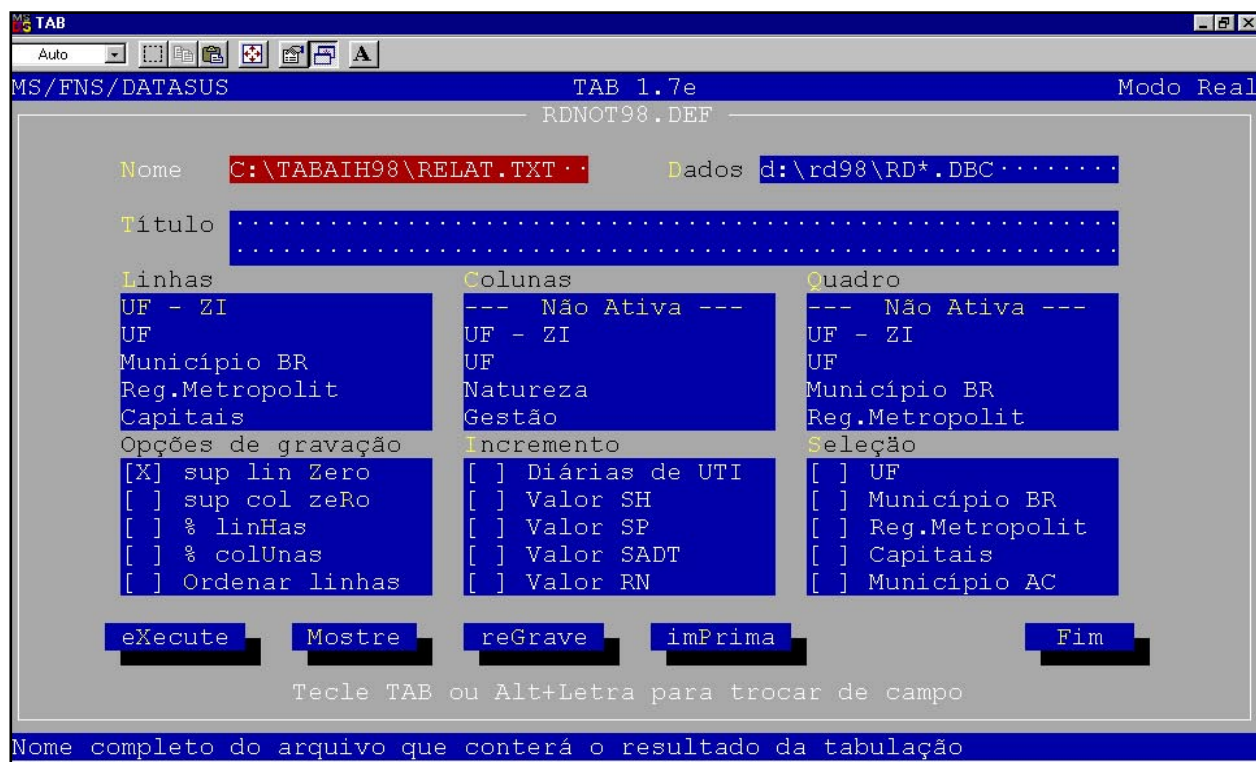 MS TAB
Auto A
MS/FNS/DATASUS TAB 1.7e Modo Real
RDNOT98.DEF
Nome C:\TABAIH98\RELAT.TXT·· Dados d:\rd98\RD*.DBC········
Título
Linhas Colunas Quadro
UF - ZI --- Não Ativa --- --- Não Ativa ---
UF UF - ZI UF - ZI
Município BR UF UF
Reg.Metropolit Natureza Município BR
Capitais Gestão Reg.Metropolit
Opções de gravação Incremento Seleção
[X] sup lin Zero [ ] Diárias de UTI [ ] UF
[ ] sup col zeRo [ ] Valor SH [ ] Município BR
[ ] % linHas [ ] Valor SP [ ] Reg.Metropolit
[ ] % colUnas [ ] Valor SADT [ ] Capitais
[ ] Ordenar linhas [ ] Valor RN [ ] Município AC
eXecute Mostre reGrave imPrima Fim
Tecle TAB ou Alt+Letra para trocar de campo
Nome completo do arquivo que conterá o resultado da tabulação